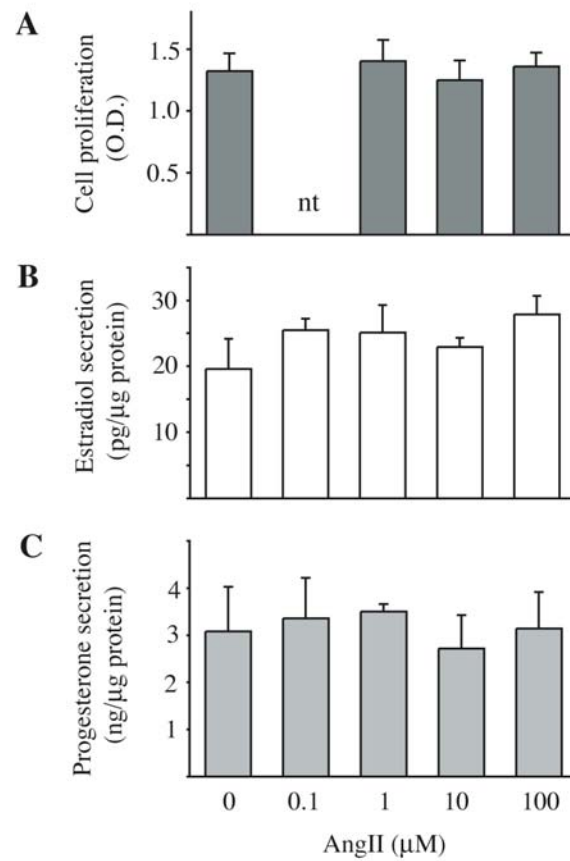 A
Cell proliferation
(O.D.)
1.5
1.0
0.5
nt
B
Estradiol secretion
(pg/μg protein)
30
20
10
C
Progesterone secretion
(ng/μg protein)
4
3
2
1
0 0.1 1 10 100
AngII (μM)